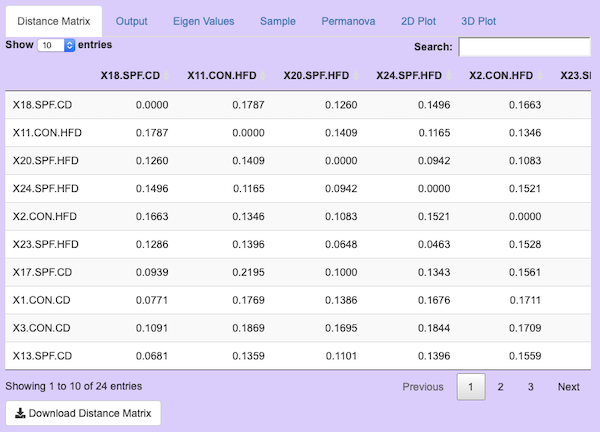 Distance Matrix Output Eigen Values Sample Permanova 2D Plot 3D Plot
Show 10 entries Search:
X18.SPF.CD X11.CON.HFD X20.SPF.HFD X24.SPF.HFD X2.CON.HFD X23.S
X18.SPF.CD 0.0000 0.1787 0.1260 0.1496 0.1663
X11.CON.HFD 0.1787 0.0000 0.1409 0.1165 0.1346
X20.SPF.HFD 0.1260 0.1409 0.0000 0.0942 0.1083
X24.SPF.HFD 0.1496 0.1165 0.0942 0.0000 0.1521
X2.CON.HFD 0.1663 0.1346 0.1083 0.1521 0.0000
X23.SPF.HFD 0.1286 0.1396 0.0648 0.0463 0.1528
X17.SPF.CD 0.0939 0.2195 0.1000 0.1343 0.1561
X1.CON.CD 0.0771 0.1769 0.1386 0.1676 0.1711
X3.CON.CD 0.1091 0.1869 0.1695 0.1844 0.1709
X13.SPF.CD 0.0681 0.1359 0.1101 0.1396 0.1559
Showing 1 to 10 of 24 entries Previous 1 2 3 Next
Download Distance Matrix